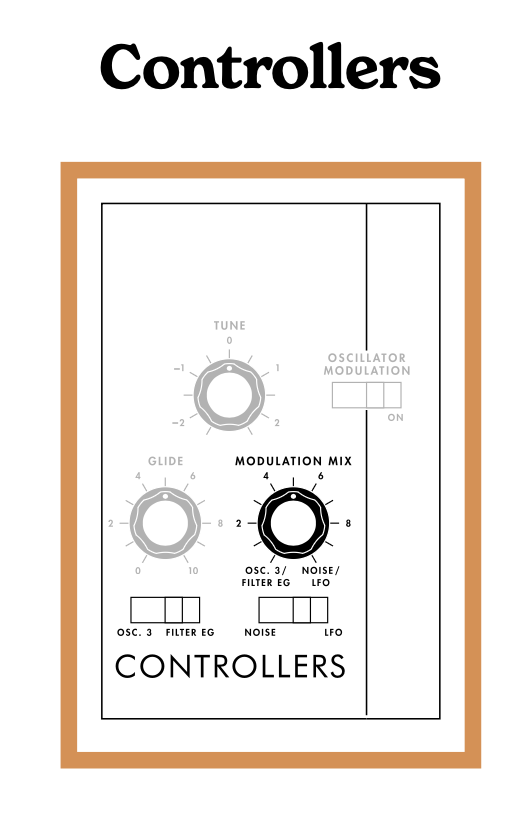 Controllers
TUNE
0
−1 1
−2 2
OSCILLATOR
MODULATION
ON
GLIDE
4 6
2 8
0 10
MODULATION MIX
4 6
2 8
OSC. 3/ NOISE/
FILTER EG LFO
OSC. 3 FILTER EG
NOISE LFO
CONTROLLERS